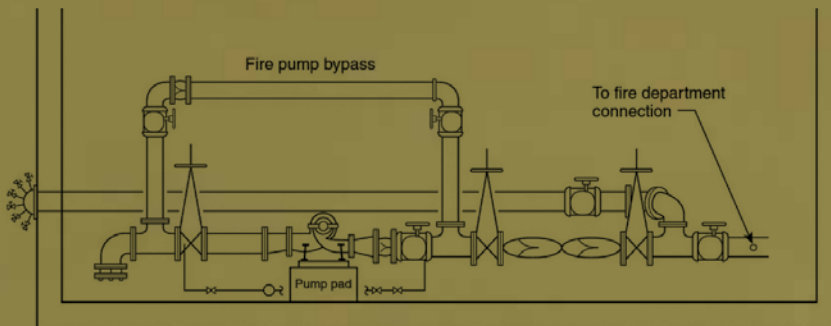 Fire pump bypass
To fire department
connection
Pump pad